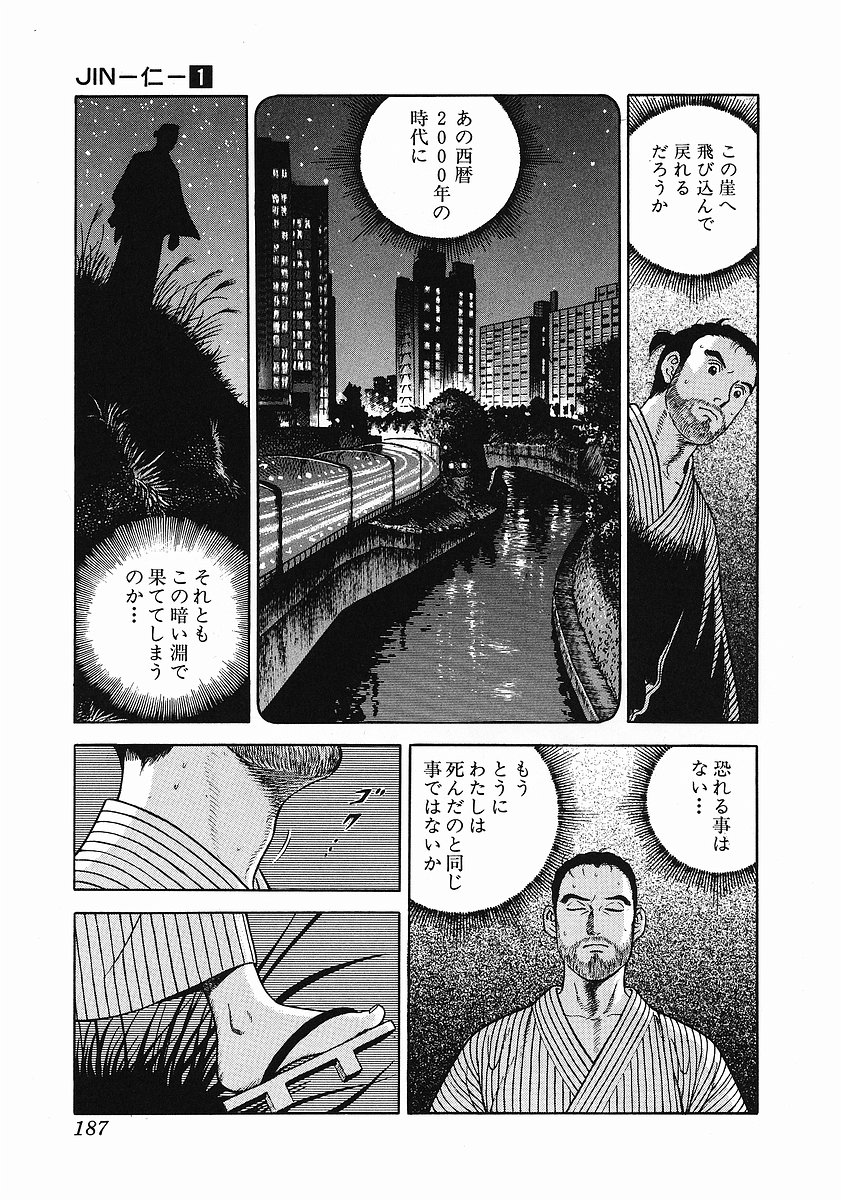 JIN－仁－1
この崖へ
飛び込んで
戻れる
だろうか
あの西暦
2000年の
時代に
それとも
この暗い淵で
果ててしまう
のか…
恐れる事は
ない…
もう
とうに
わたしは
死んだのと同じ
事ではないか
ゴク…
187